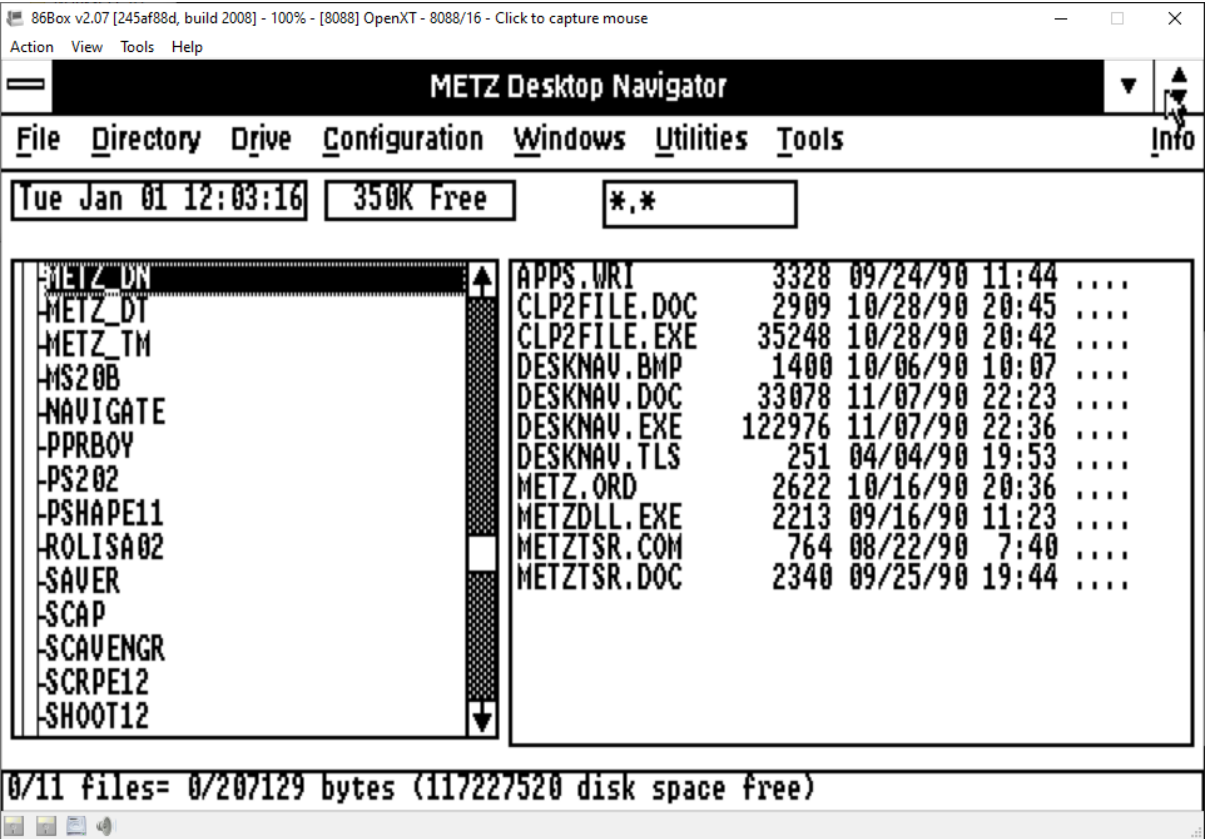 86Box v2.07 [245af88d, build 2008] - 100% - [8088] OpenXT - 8088/16 - Click to capture mouse
Action View Tools Help
METZ Desktop Navigator
File Directory Drive Configuration Windows Utilities Tools Info
Tue Jan 01 12:03:16 350K Free *.*
METZ_DN
METZ_DT
METZ_TM
MS20B
NAVIGATE
PPRBOY
PS202
PSHAPE11
ROLISA02
SAVER
SCAP
SCAVENGR
SCRPE12
SHOOT12
APPS.WRI 3328 09/24/90 11:44 ....
CLP2FILE.DOC 2909 10/28/90 20:45 ....
CLP2FILE.EXE 35248 10/28/90 20:42 ....
DESKNAV.BMP 1400 10/06/90 10:07 ....
DESKNAV.DOC 33078 11/07/90 22:23 ....
DESKNAV.EXE 122976 11/07/90 22:36 ....
DESKNAV.TLS 251 04/04/90 19:53 ....
METZ.ORD 2622 10/16/90 20:36 ....
METZDLL.EXE 2213 09/16/90 11:23 ....
METZTSR.COM 764 08/22/90 7:40 ....
METZTSR.DOC 2340 09/25/90 19:44 ....
0/11 files= 0/207129 bytes (117227520 disk space free)